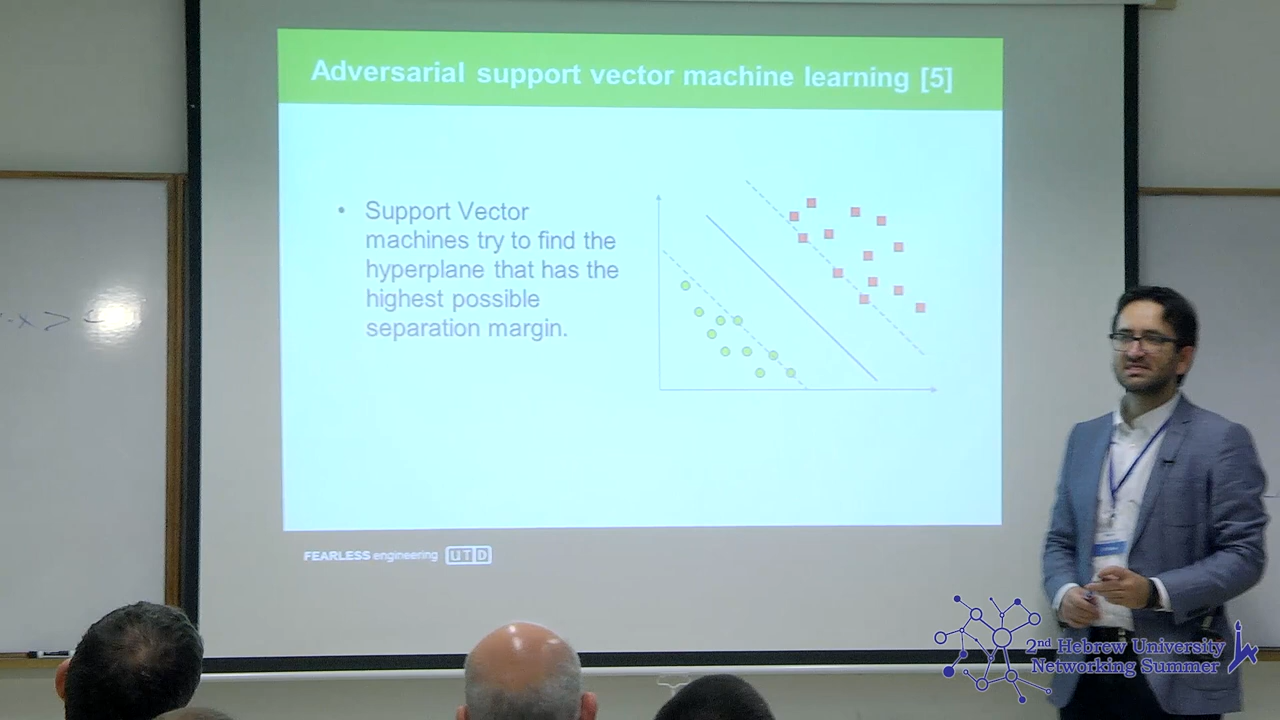 Adversarial support vector machine learning [5]
• Support Vector
machines try to find the
hyperplane that has the
highest possible
separation margin.
FEARLESS engineering UTD
2nd Hebrew University
Networking Summer